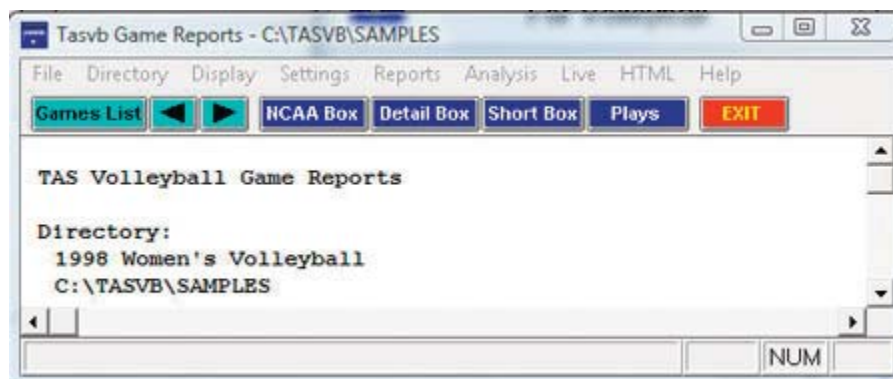 Tasvb Game Reports - C:\TASVB\SAMPLES
File Directory Display Settings Reports Analysis Live HTML Help
Games List NCAA Box Detail Box Short Box Plays EXIT
TAS Volleyball Game Reports
Directory:
1998 Women's Volleyball
C:\TASVB\SAMPLES
NUM